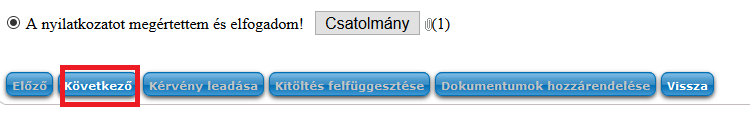 A nyilatkozatot megértettem és elfogadom! Csatolmány (1)
Előző Következő Kérvény leadása Kitöltés felfüggesztése Dokumentumok hozzárendelése Vissza